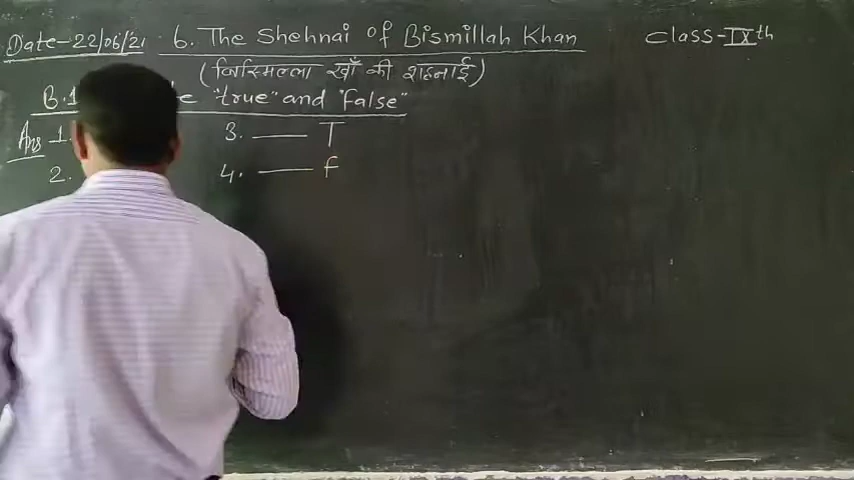 Date-22/06/21 6. The Shehnai of Bismillah Khan Class-IXth
(बिस्मिल्ला खाँ की शहनाई)
B.1 "true" and "false"
Ans 1. 3. — T
2. 4. — f